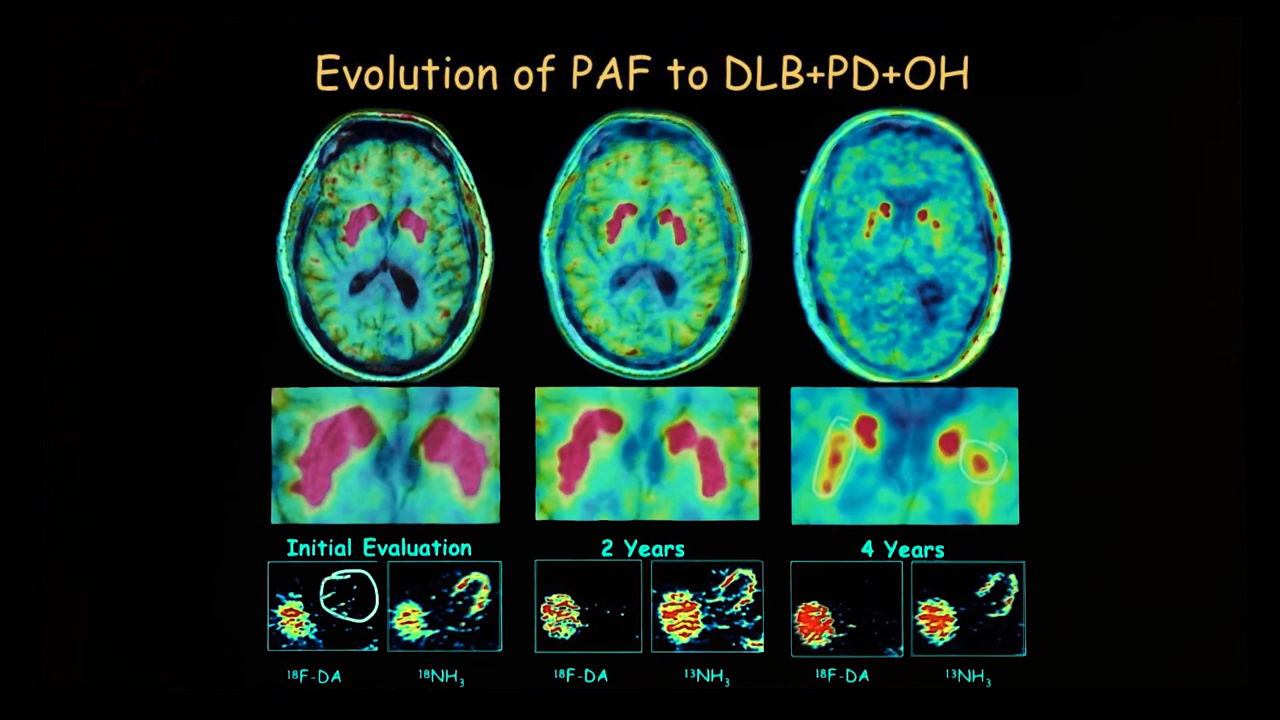 Evolution of PAF to DLB+PD+OH
Initial Evaluation
2 Years
4 Years
¹⁸F-DA
¹⁸NH₃
¹⁸F-DA
¹³NH₃
¹⁸F-DA
¹³NH₃